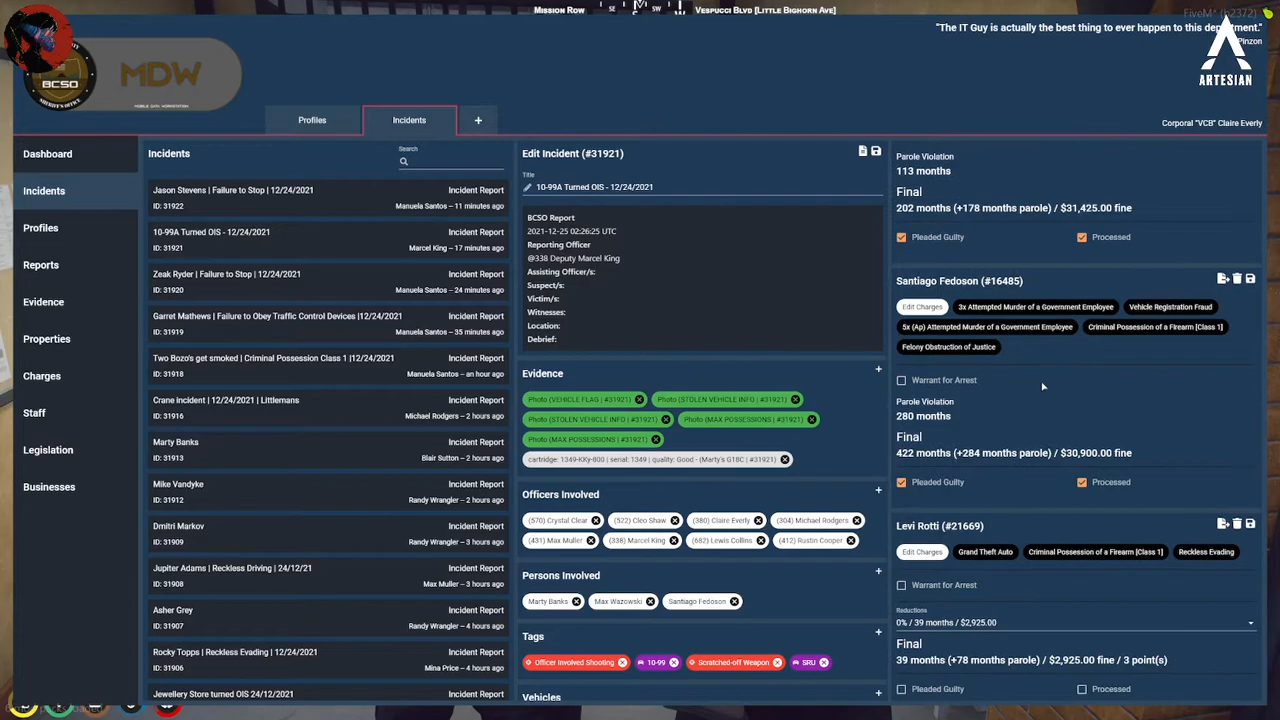 MISSION ROW
SE
SW
VESPUCCI BLVD [LITTLE BIGHORN AVE]
FiveM® (b2372)
"The IT Guy is actually the best thing to ever happen to this department."
Pinzon
ARTESIAN
BCSO
SHERIFF'S OFFICE
MDW
MOBILE DATA WORKSTATION
Profiles
Incidents
+
Corporal "VCB" Claire Everly
Dashboard
Incidents
Profiles
Reports
Evidence
Properties
Charges
Staff
Legislation
Businesses
Incidents
Search
Jason Stevens | Failure to Stop | 12/24/2021
Incident Report
ID: 31922
Manuela Santos – 11 minutes ago
10-99A Turned OIS - 12/24/2021
Incident Report
ID: 31921
Marcel King – 17 minutes ago
Zeak Ryder | Failure to Stop | 12/24/2021
Incident Report
ID: 31920
Manuela Santos – 24 minutes ago
Garret Mathews | Failure to Obey Traffic Control Devices |12/24/2021
Incident Report
ID: 31919
Manuela Santos – 35 minutes ago
Two Bozo's get smoked | Criminal Possession Class 1 |12/24/2021
Incident Report
ID: 31918
Manuela Santos – an hour ago
Crane incident | 12/24/2021 | Littlemans
Incident Report
ID: 31916
Michael Rodgers – 2 hours ago
Marty Banks
Incident Report
ID: 31913
Blair Sutton – 2 hours ago
Mike Vandyke
Incident Report
ID: 31912
Randy Wrangler – 2 hours ago
Dmitri Markov
Incident Report
ID: 31909
Randy Wrangler – 3 hours ago
Jupiter Adams | Reckless Driving | 24/12/21
Incident Report
ID: 31908
Max Muller – 3 hours ago
Asher Grey
Incident Report
ID: 31907
Randy Wrangler – 4 hours ago
Rocky Topps | Reckless Evading | 12/24/2021
Incident Report
ID: 31906
Mina Price – 4 hours ago
Jewellery Store turned OIS 24/12/2021
Incident Report
Edit Incident (#31921)
Title
10-99A Turned OIS - 12/24/2021
BCSO Report
2021-12-25 02:26:25 UTC
Reporting Officer
@338 Deputy Marcel King
Assisting Officer/s:
Suspect/s:
Victim/s:
Witnesses:
Location:
Debrief:
Evidence
+
Photo (VEHICLE FLAG | #31921)
Photo (STOLEN VEHICLE INFO | #31921)
Photo (STOLEN VEHICLE INFO | #31921)
Photo (MAX POSSESSIONS | #31921)
Photo (MAX POSSESSIONS | #31921)
cartridge: 1349-KKy-800 | serial: 1349 | quality: Good - (Marty's G18C | #31921)
Officers Involved
+
(570) Crystal Clear
(522) Cleo Shaw
(380) Claire Everly
(304) Michael Rodgers
(431) Max Muller
(338) Marcel King
(682) Lewis Collins
(412) Rustin Cooper
Persons Involved
+
Marty Banks
Max Wazowski
Santiago Fedoson
Tags
+
Officer Involved Shooting
10-99
Scratched-off Weapon
SRU
Vehicles
+
Parole Violation
113 months
Final
202 months (+178 months parole) / $31,425.00 fine
Pleaded Guilty
Processed
Santiago Fedoson (#16485)
Edit Charges
3x Attempted Murder of a Government Employee
Vehicle Registration Fraud
5x (Ap) Attempted Murder of a Government Employee
Criminal Possession of a Firearm [Class 1]
Felony Obstruction of Justice
Warrant for Arrest
Parole Violation
280 months
Final
422 months (+284 months parole) / $30,900.00 fine
Pleaded Guilty
Processed
Levi Rotti (#21669)
Edit Charges
Grand Theft Auto
Criminal Possession of a Firearm [Class 1]
Reckless Evading
Warrant for Arrest
Reductions
0% / 39 months / $2,925.00
Final
39 months (+78 months parole) / $2,925.00 fine / 3 point(s)
Pleaded Guilty
Processed